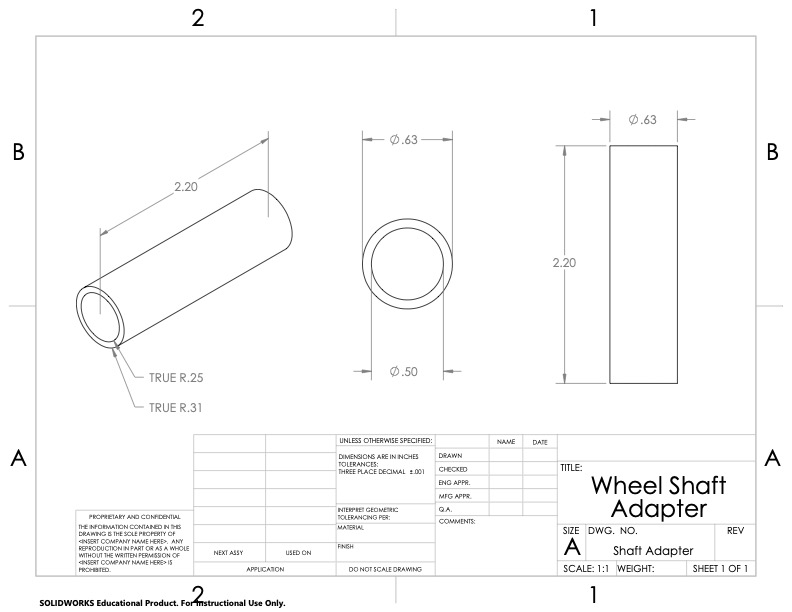 2
1
B
B
Ø.63
Ø.63
2.20
2.20
TRUE R.25
Ø.50
TRUE R.31
A
A
UNLESS OTHERWISE SPECIFIED:
DIMENSIONS ARE IN INCHES
TOLERANCES:
THREE PLACE DECIMAL ±.001
INTERPRET GEOMETRIC
TOLERANCING PER:
MATERIAL
FINISH
DO NOT SCALE DRAWING
NAME
DATE
DRAWN
CHECKED
ENG APPR.
MFG APPR.
Q.A.
COMMENTS:
TITLE:
Wheel Shaft
Adapter
SIZE
DWG. NO.
REV
A
Shaft Adapter
SCALE: 1:1
WEIGHT:
SHEET 1 OF 1
PROPRIETARY AND CONFIDENTIAL
THE INFORMATION CONTAINED IN THIS
DRAWING IS THE SOLE PROPERTY OF
<INSERT COMPANY NAME HERE>. ANY
REPRODUCTION IN PART OR AS A WHOLE
WITHOUT THE WRITTEN PERMISSION OF
<INSERT COMPANY NAME HERE> IS
PROHIBITED.
NEXT ASSY
USED ON
APPLICATION
2
1
SOLIDWORKS Educational Product. For Instructional Use Only.